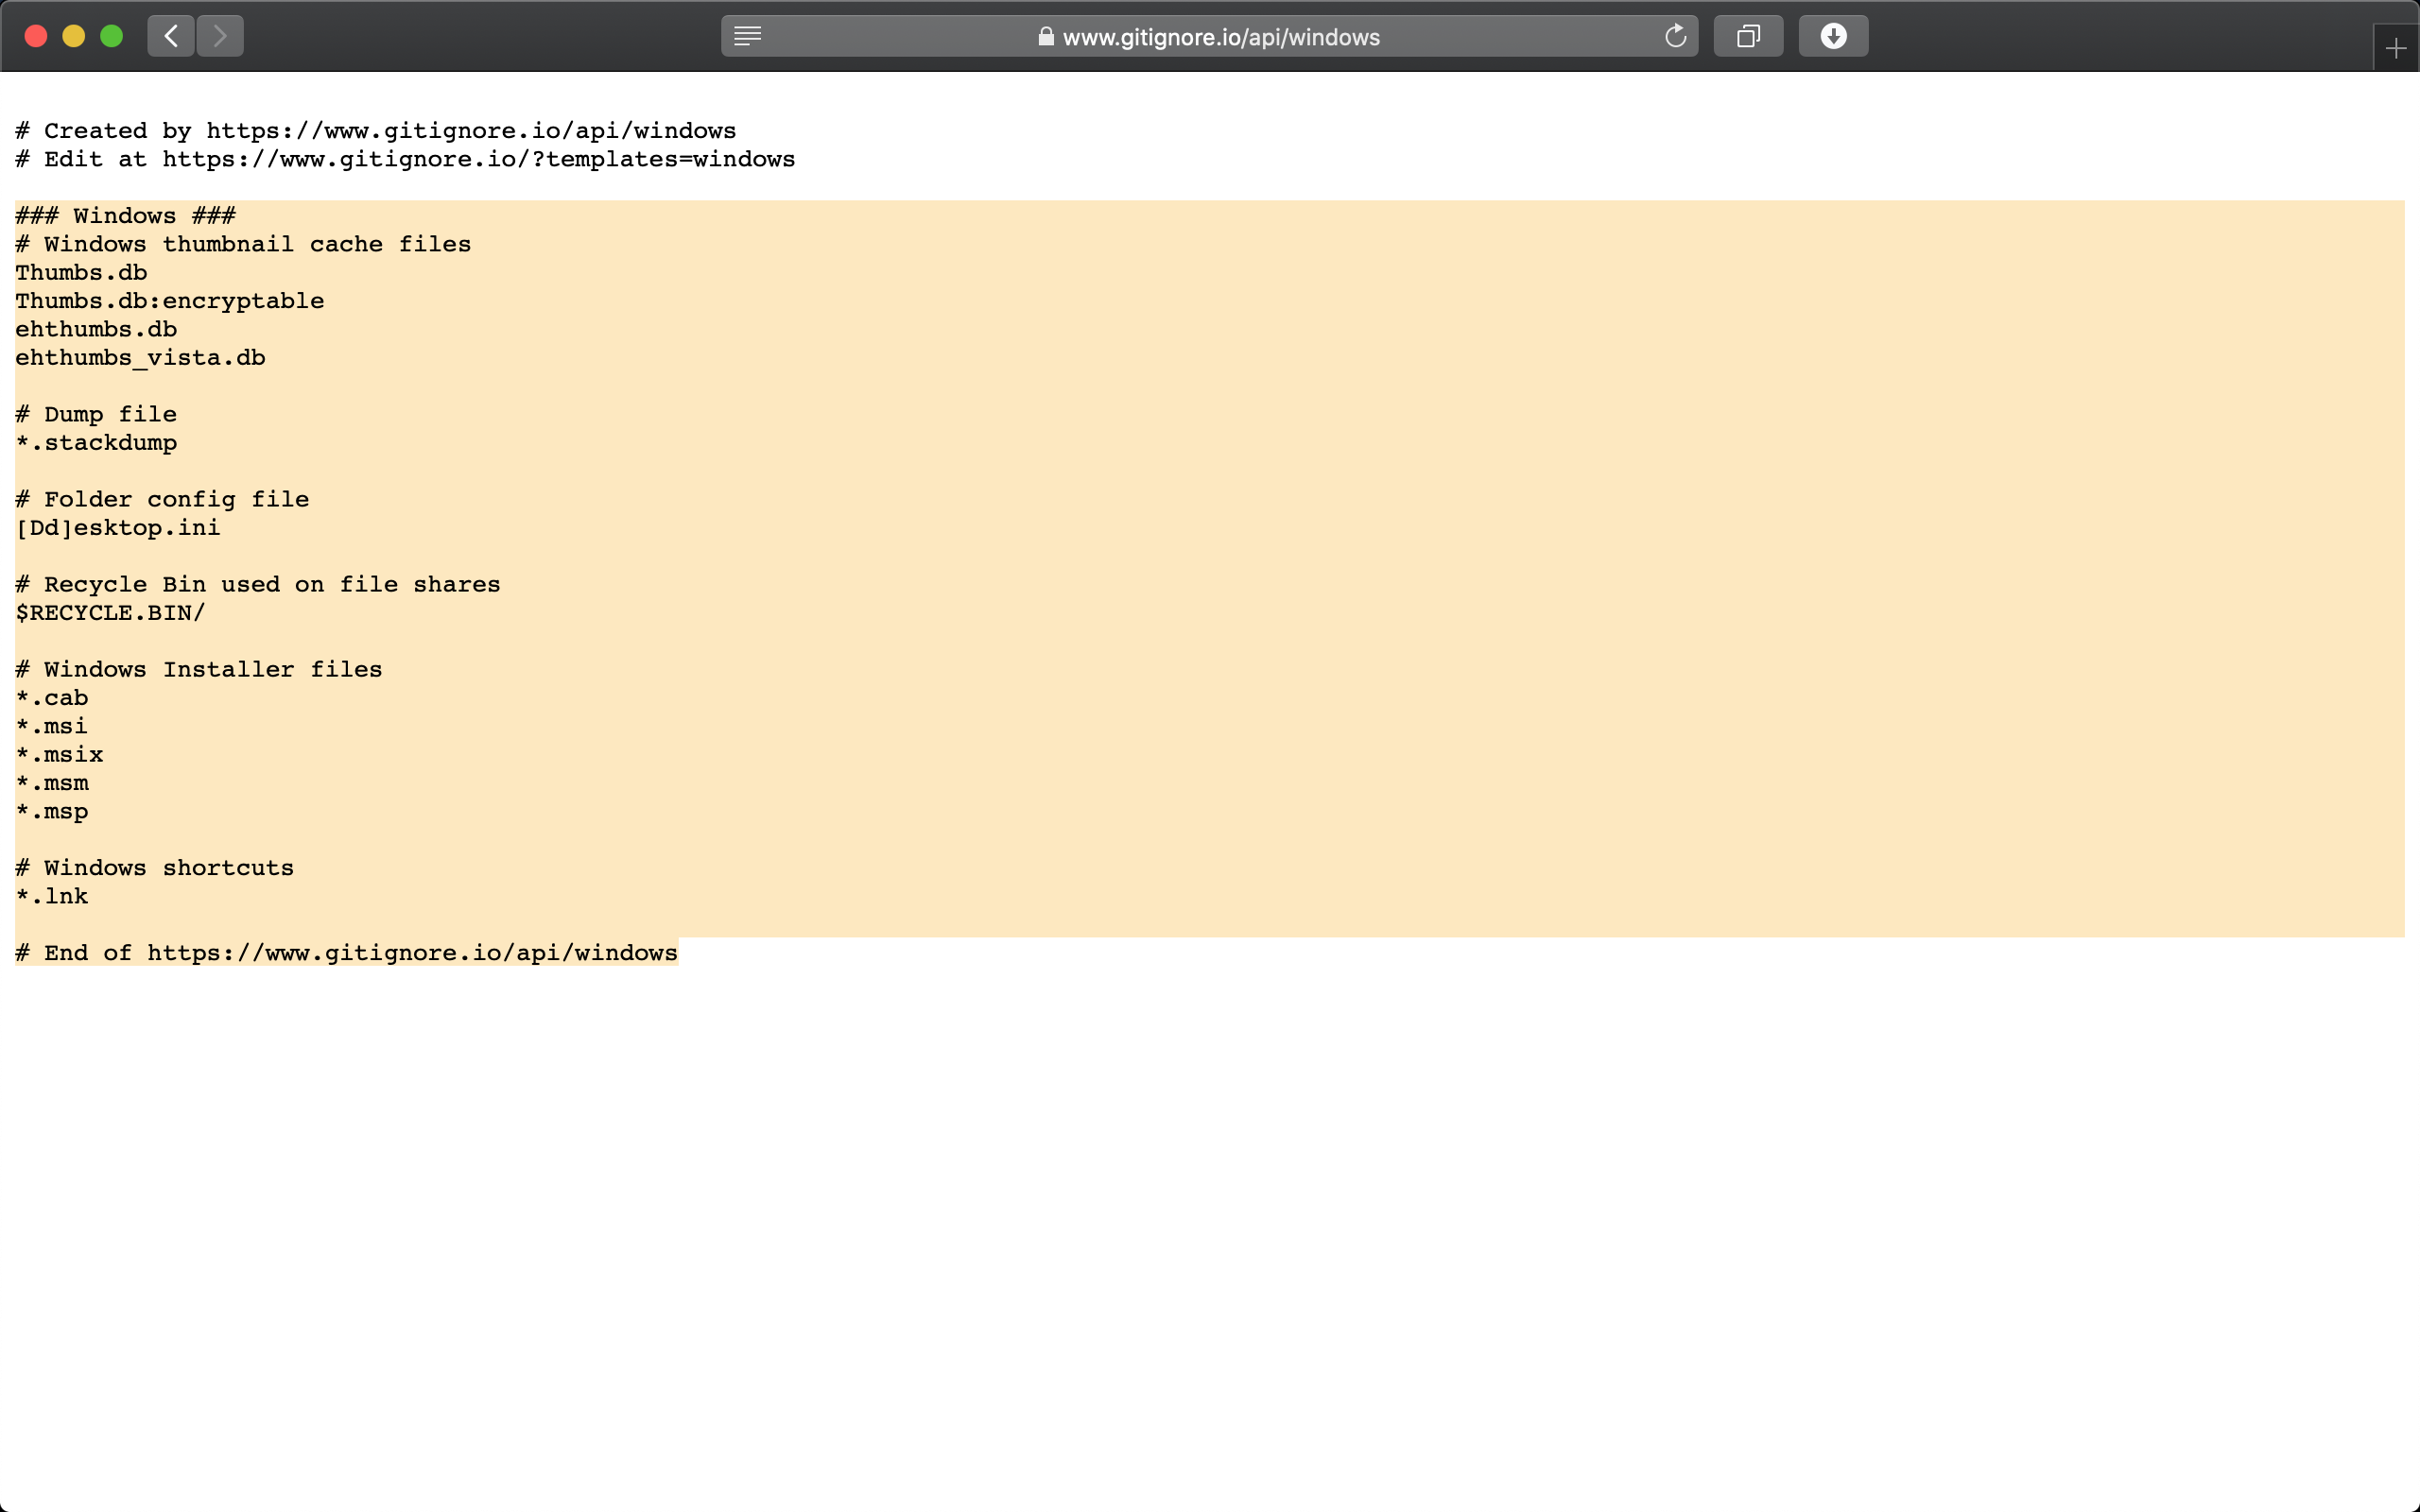 www.gitignore.io/api/windows
# Created by https://www.gitignore.io/api/windows
# Edit at https://www.gitignore.io/?templates=windows
### Windows ###
# Windows thumbnail cache files
Thumbs.db
Thumbs.db:encryptable
ehthumbs.db
ehthumbs_vista.db
# Dump file
*.stackdump
# Folder config file
[Dd]esktop.ini
# Recycle Bin used on file shares
$RECYCLE.BIN/
# Windows Installer files
*.cab
*.msi
*.msix
*.msm
*.msp
# Windows shortcuts
*.lnk
# End of https://www.gitignore.io/api/windows